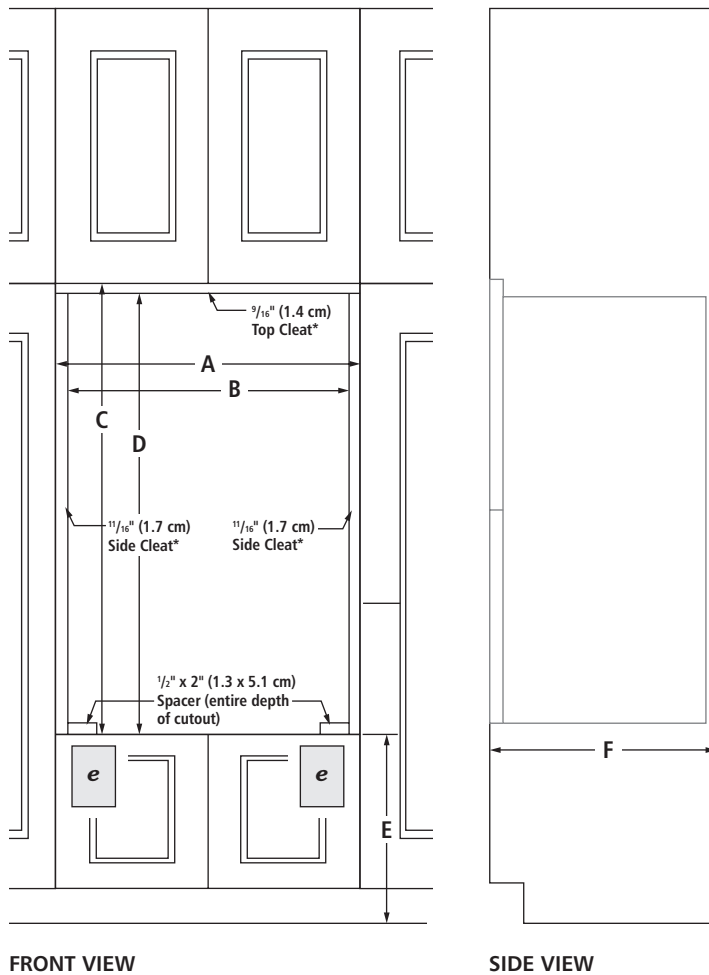 ⁹/₁₆" (1.4 cm)
Top Cleat*
A
B
C
D
¹¹/₁₆" (1.7 cm)
Side Cleat*
¹¹/₁₆" (1.7 cm)
Side Cleat*
¹/₂" x 2" (1.3 x 5.1 cm)
Spacer (entire depth
of cutout)
F
e
e
E
FRONT VIEW
SIDE VIEW